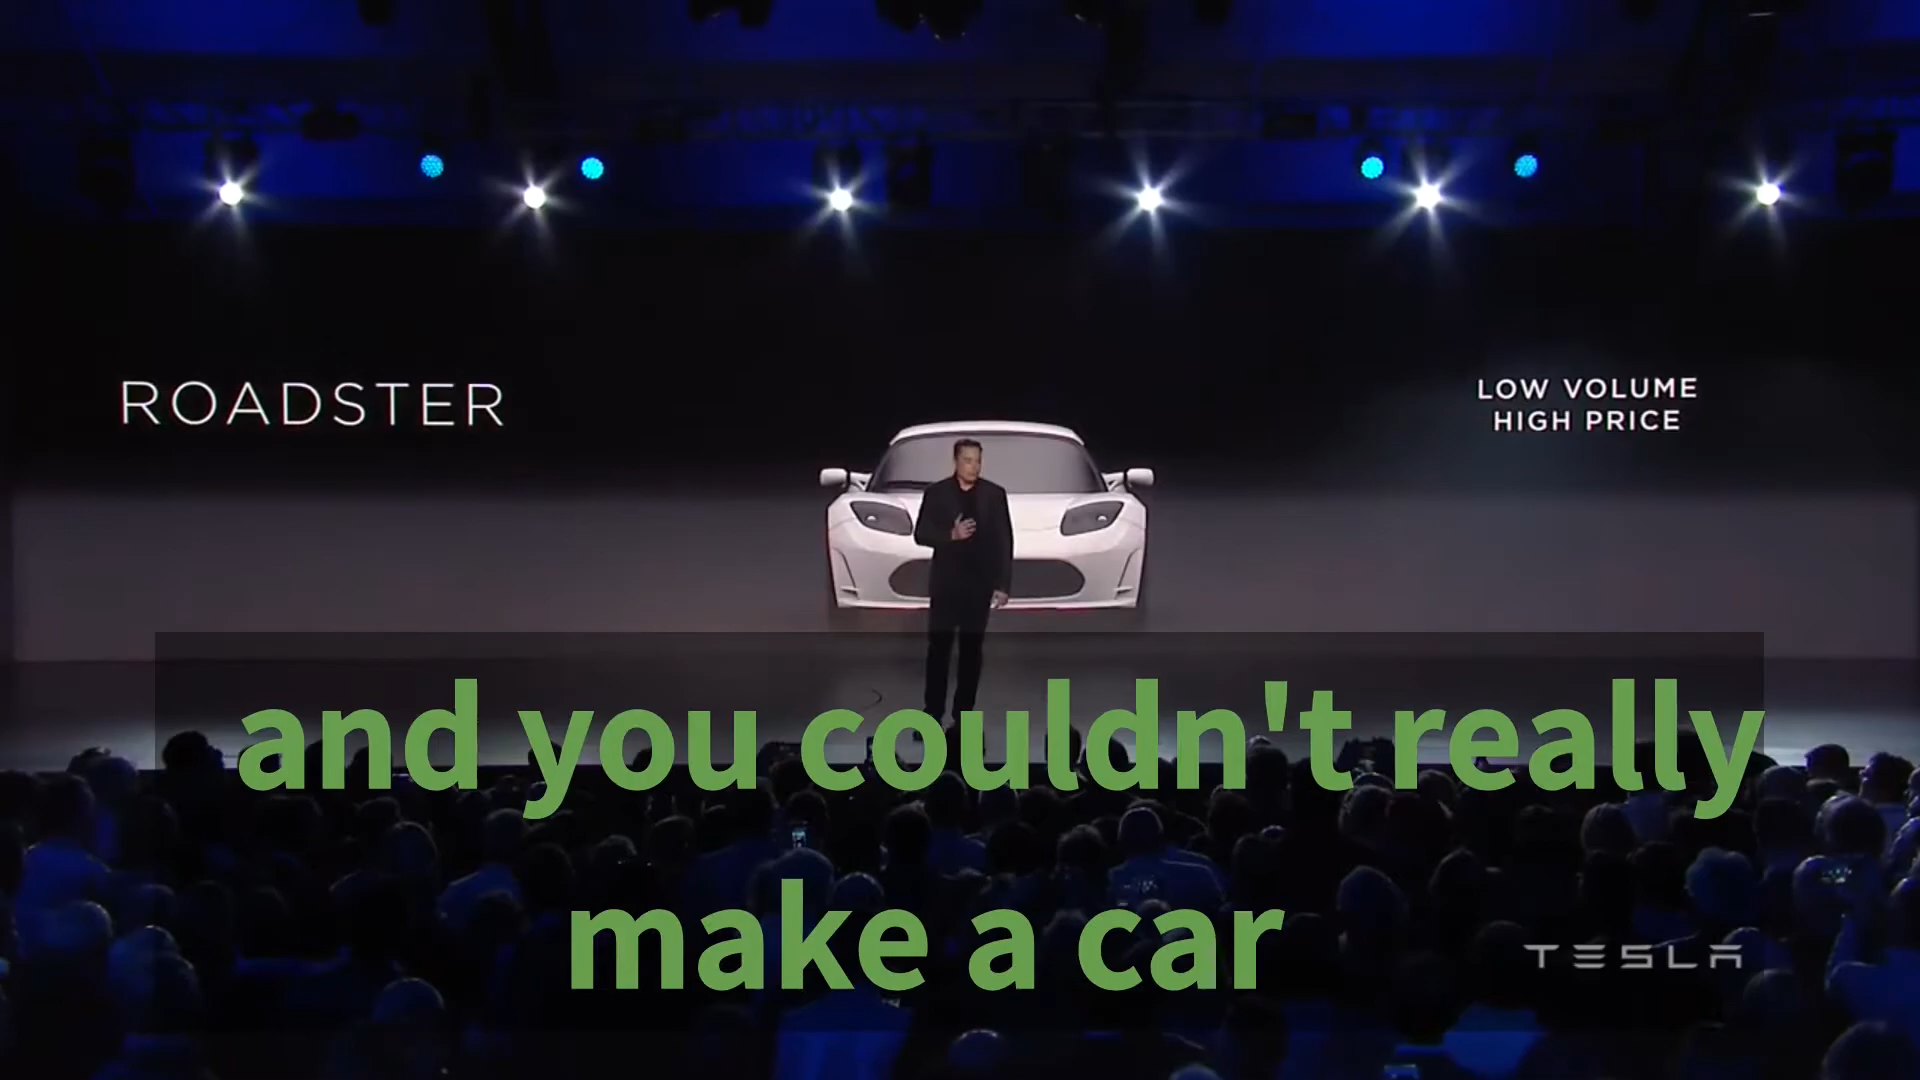 ROADSTER
LOW VOLUME
HIGH PRICE
and you couldn't really
make a car
TESLA